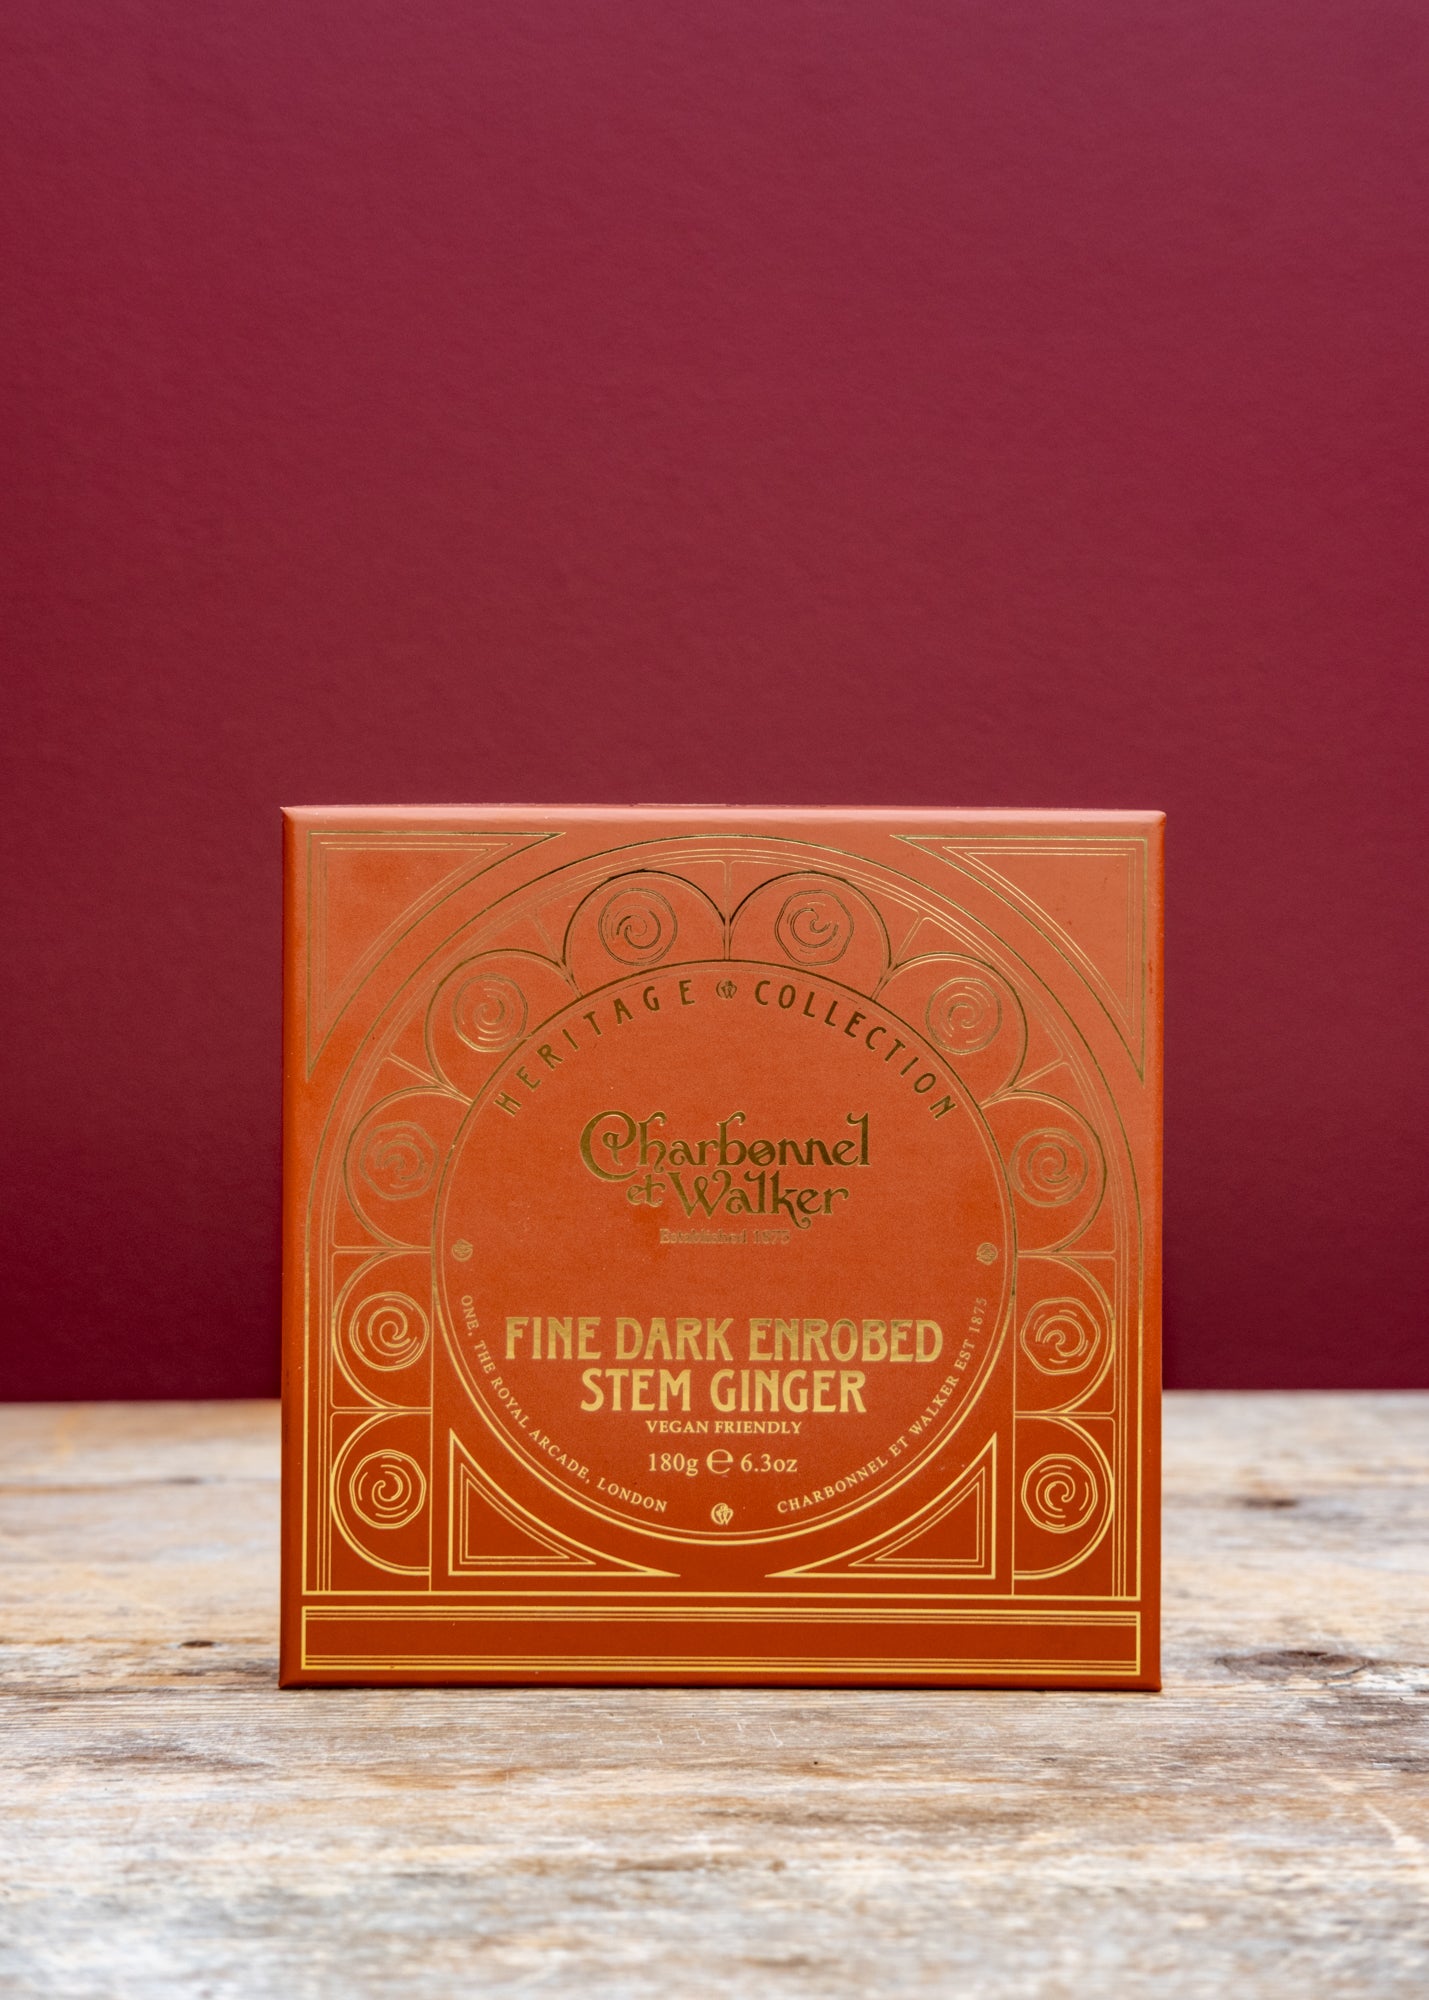 HERITAGE COLLECTION
Charbonnel
et Walker
Established 1875
FINE DARK ENROBED
STEM GINGER
VEGAN FRIENDLY
180g ℮ 6.3oz
ONE, THE ROYAL ARCADE, LONDON
CHARBONNEL ET WALKER EST 1875